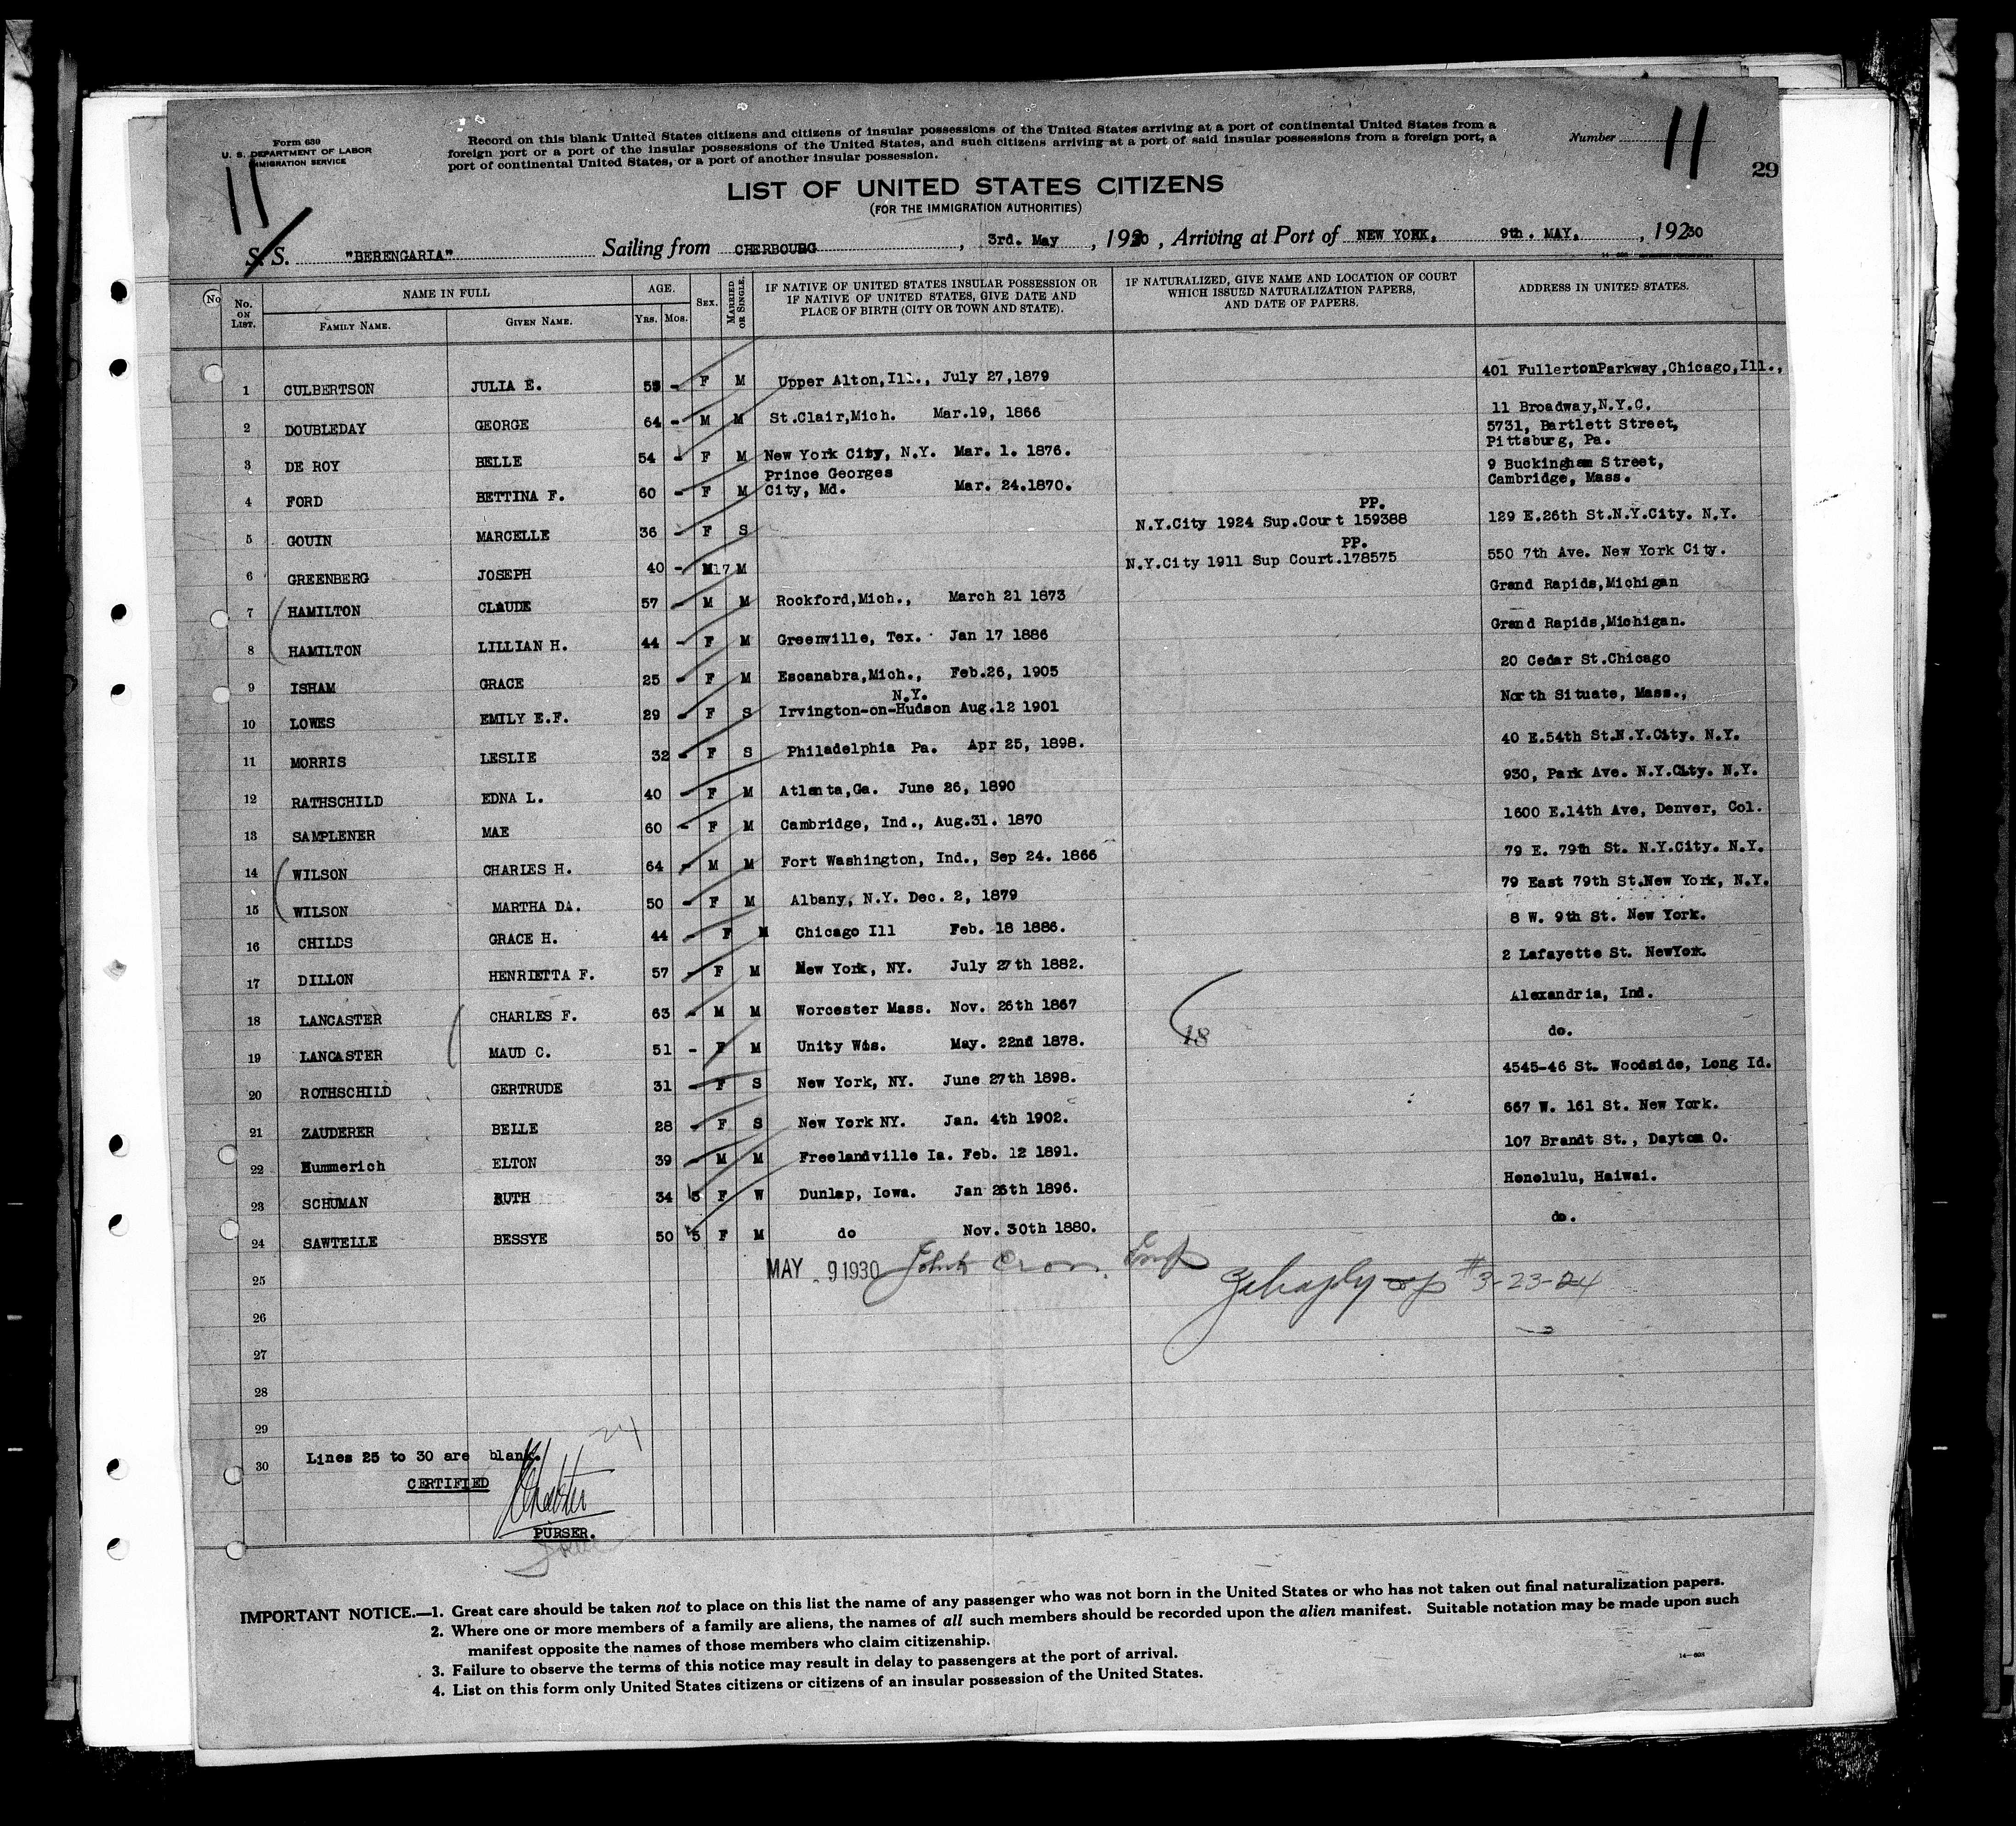 Form 630
U. S. DEPARTMENT OF LABOR
IMMIGRATION SERVICE
11
Record on this blank United States citizens and citizens of insular possessions of the United States arriving at a port of continental United States from a
foreign port or a port of the insular possessions of the United States, and such citizens arriving at a port of said insular possessions from a foreign port, a
port of continental United States, or a port of another insular possession.
Number 11
29
LIST OF UNITED STATES CITIZENS
(FOR THE IMMIGRATION AUTHORITIES)
S. S. "BERENGARIA" Sailing from CHERBOURG, 3rd. May, 1930, Arriving at Port of NEW YORK. 9th. MAY., 19230
No
No. ON LIST. NAME IN FULL AGE. SEX. MARRIED OR SINGLE. IF NATIVE OF UNITED STATES INSULAR POSSESSION OR IF NATIVE OF UNITED STATES, GIVE DATE AND PLACE OF BIRTH (CITY OR TOWN AND STATE). IF NATURALIZED, GIVE NAME AND LOCATION OF COURT WHICH ISSUED NATURALIZATION PAPERS, AND DATE OF PAPERS. ADDRESS IN UNITED STATES.
FAMILY NAME. GIVEN NAME. YRS. MOS.
1 CULBERTSON JULIA E. - F M Upper Alton,Ill., July 27,1879 401 FullertonParkway,Chicago,Ill.,
2 DOUBLEDAY GEORGE 64 - M M St.Clair,Mich. Mar.19, 1866 11 Broadway,N.Y.C.
5731, Bartlett Street,
Pittsburg, Pa.
3 DE ROY BELLE 54 - F M New York City, N.Y. Mar. 1. 1876.
9 Buckingham Street,
Cambridge, Mass.
4 FORD BETTINA F. 60 - F M Prince Georges
City, Md. Mar. 24.1870.
PP.
5 GOUIN MARCELLE 36 - F S N.Y.City 1924 Sup.Court 159388 129 E.26th St.N.Y.City. N.Y.
PP.
6 GREENBERG JOSEPH 40 - M 17 M N.Y.City 1911 Sup Court.178575 550 7th Ave. New York City.
7 HAMILTON CLAUDE 57 - M M Rockford,Mich., March 21 1873 Grand Rapids,Michigan
8 HAMILTON LILLIAN H. 44 - F M Greenville, Tex. Jan 17 1886 Grand Rapids,Michigan.
9 ISHAM GRACE 25 - F M Escanabra,Mich., Feb.26, 1905 20 Cedar St.Chicago
N.Y.
10 LOWES EMILY E.F. 29 - F S Irvington-on-Hudson Aug.12 1901 North Situate, Mass.,
11 MORRIS LESLIE 32 - F S Philadelphia Pa. Apr 25, 1898. 40 E.54th St.N.Y.City. N.Y.
12 RATHSCHILD EDNA L. 40 - F M Atlanta,Ga. June 26, 1890 930, Park Ave. N.Y.City. N.Y.
13 SAMPLENER MAE 60 - F M Cambridge, Ind., Aug.31. 1870 1600 E.14th Ave, Denver, Col.
14 WILSON CHARLES H. 64 - M M Fort Washington, Ind., Sep 24. 1866 79 E. 79th St. N.Y.City. N.Y.
15 WILSON MARTHA DA. 50 - F M Albany, N.Y. Dec. 2, 1879 79 East 79th St.New York, N.Y.
16 CHILDS GRACE H. 44 - F M Chicago Ill Feb. 18 1886. 8 W. 9th St. New York.
17 DILLON HENRIETTA F. 57 - F M New York, NY. July 27th 1882. 2 Lafayette St. NewYork.
18 LANCASTER CHARLES F. 63 - M M Worcester Mass. Nov. 26th 1867 Alexandria, Ind.
18
19 LANCASTER MAUD C. 51 - F M Unity Wis. May. 22nd 1878. do.
20 ROTHSCHILD GERTRUDE 31 - F S New York, NY. June 27th 1898. 4545-46 St. Woodside, Long Id.
21 ZAUDERER BELLE 28 - F S New York NY. Jan. 4th 1902. 667 W. 161 St. New York.
22 Hummerich ELTON 39 - M M Freelandville Ia. Feb. 12 1891. 107 Brandt St., Dayton O.
23 SCHUMAN RUTH 34 5 F W Dunlap, Iowa. Jan 26th 1896. Honolulu, Haiwai.
24 SAWTELLE BESSYE 50 5 F M do Nov. 30th 1880. do.
MAY 9 1930 John
25 #3-23-24
26
27
28
29
24
30 Lines 25 to 30 are blank.
CERTIFIED
PURSER.
IMPORTANT NOTICE.—1. Great care should be taken not to place on this list the name of any passenger who was not born in the United States or who has not taken out final naturalization papers.
2. Where one or more members of a family are aliens, the names of all such members should be recorded upon the alien manifest. Suitable notation may be made upon such
manifest opposite the names of those members who claim citizenship.
3. Failure to observe the terms of this notice may result in delay to passengers at the port of arrival.
4. List on this form only United States citizens or citizens of an insular possession of the United States.